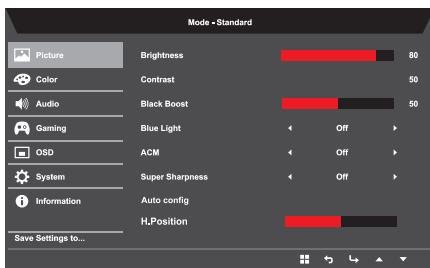 Mode - Standard
Picture
Brightness 80
Color
Contrast 50
Audio
Black Boost 50
Gaming
Blue Light Off
OSD
ACM Off
System
Super Sharpness Off
Information
Auto config
H.Position
Save Settings to...